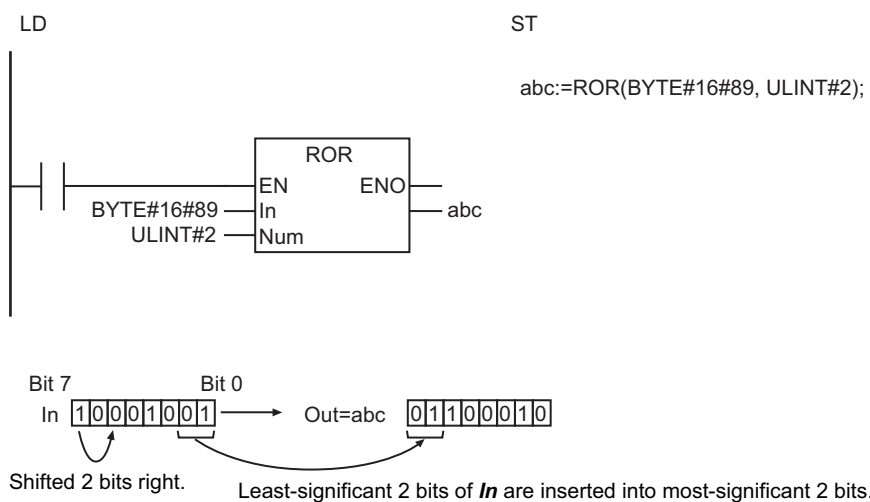 LD
ST
abc:=ROR(BYTE#16#89, ULINT#2);
ROR
EN ENO
BYTE#16#89 In abc
ULINT#2 Num
Bit 7 Bit 0
In 1 0 0 0 1 0 0 1 Out=abc 0 1 1 0 0 0 1 0
Shifted 2 bits right.
Least-significant 2 bits of In are inserted into most-significant 2 bits.